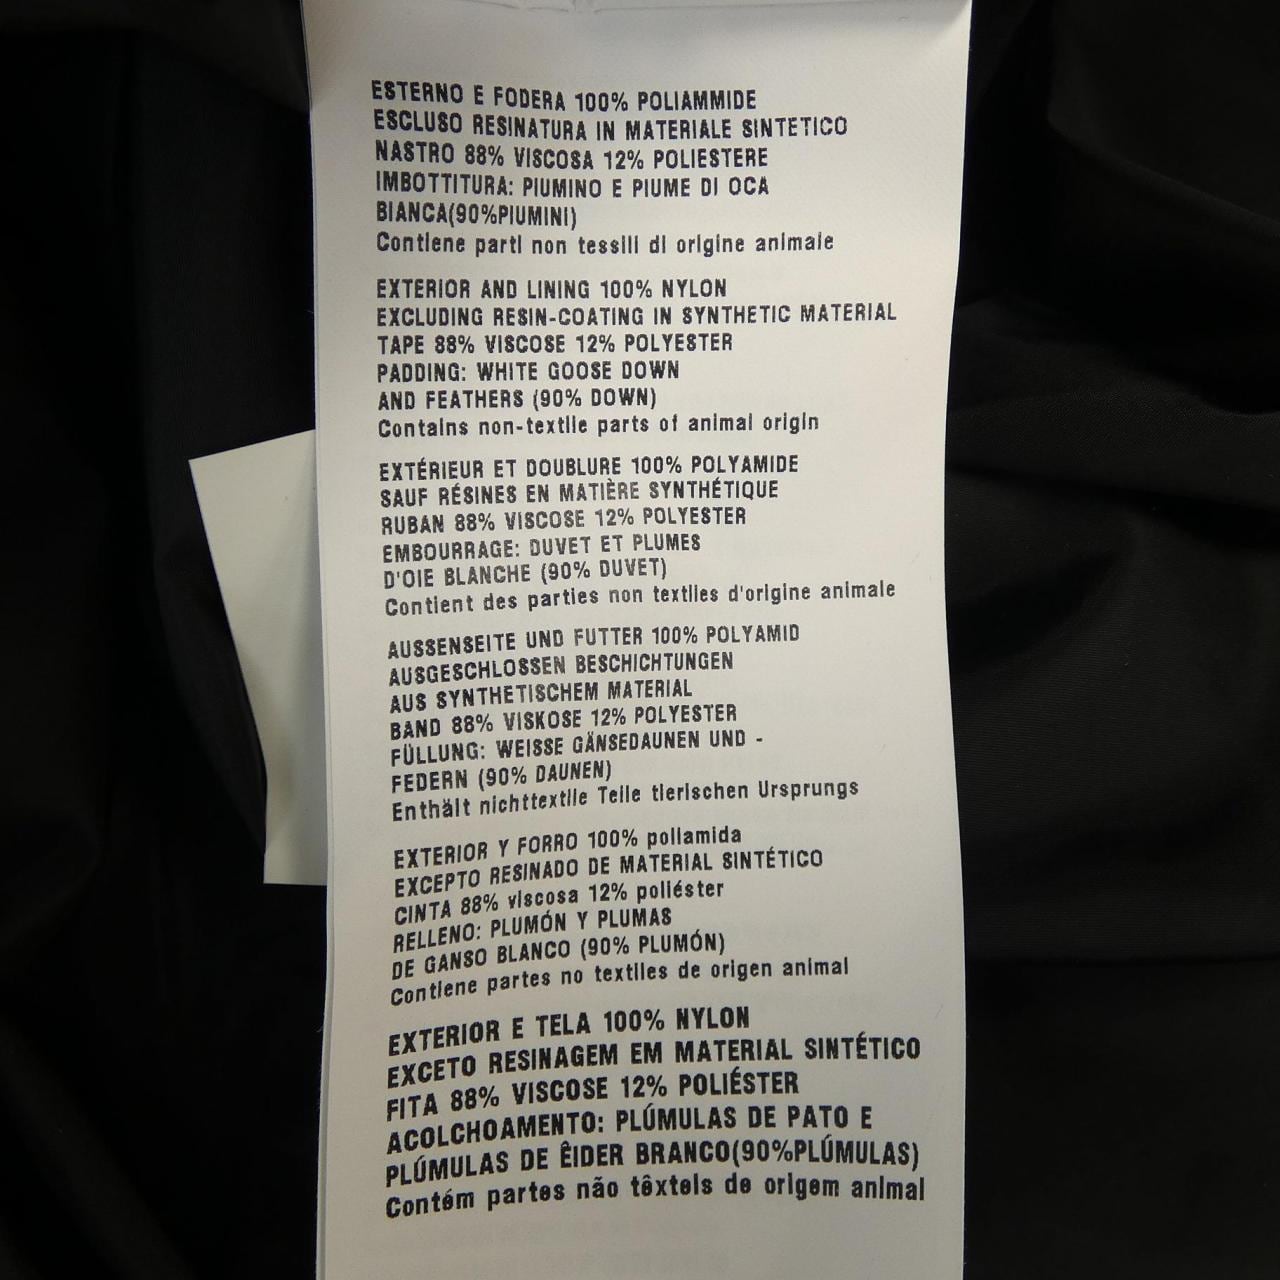 ESTERNO E FODERA 100% POLIAMMIDE
ESCLUSO RESINATURA IN MATERIALE SINTETICO
NASTRO 88% VISCOSA 12% POLIESTERE
IMBOTTITURA: PIUMINO E PIUME DI OCA
BIANCA(90%PIUMINI)
Contiene parti non tessili di origine animale
EXTERIOR AND LINING 100% NYLON
EXCLUDING RESIN-COATING IN SYNTHETIC MATERIAL
TAPE 88% VISCOSE 12% POLYESTER
PADDING: WHITE GOOSE DOWN
AND FEATHERS (90% DOWN)
Contains non-textile parts of animal origin
EXTÉRIEUR ET DOUBLURE 100% POLYAMIDE
SAUF RÉSINES EN MATIÈRE SYNTHÉTIQUE
RUBAN 88% VISCOSE 12% POLYESTER
EMBOURRAGE: DUVET ET PLUMES
D'OIE BLANCHE (90% DUVET)
Contient des parties non textiles d'origine animale
AUSSENSEITE UND FUTTER 100% POLYAMID
AUSGESCHLOSSEN BESCHICHTUNGEN
AUS SYNTHETISCHEM MATERIAL
BAND 88% VISKOSE 12% POLYESTER
FÜLLUNG: WEISSE GÄNSEDAUNEN UND -
FEDERN (90% DAUNEN)
Enthält nichttextile Teile tierischen Ursprungs
EXTERIOR Y FORRO 100% poliamida
EXCEPTO RESINADO DE MATERIAL SINTÉTICO
CINTA 88% viscosa 12% poliéster
RELLENO: PLUMÓN Y PLUMAS
DE GANSO BLANCO (90% PLUMÓN)
Contiene partes no textiles de origen animal
EXTERIOR E TELA 100% NYLON
EXCETO RESINAGEM EM MATERIAL SINTÉTICO
FITA 88% VISCOSE 12% POLIÉSTER
ACOLCHOAMENTO: PLÚMULAS DE PATO E
PLÚMULAS DE ÊIDER BRANCO(90%PLÚMULAS)
Contém partes não têxteis de origem animal